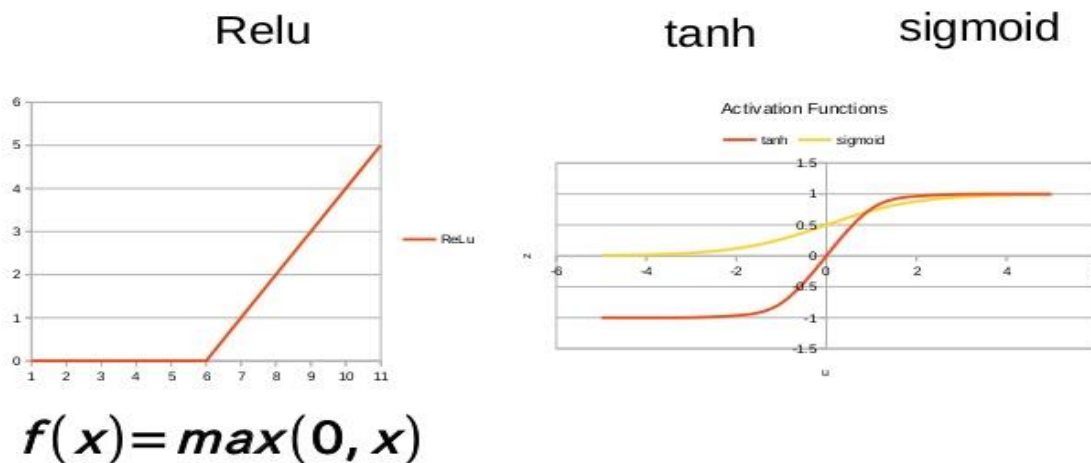 Relu
tanh
sigmoid
6
5
4
3
2
1
0
1 2 3 4 5 6 7 8 9 10 11
ReLu
f(x)=max(0, x)
Activation Functions
tanh sigmoid
1.5
1
0.5
0
-0.5
-1
-1.5
-6 -4 -2 0 2 4
z
u